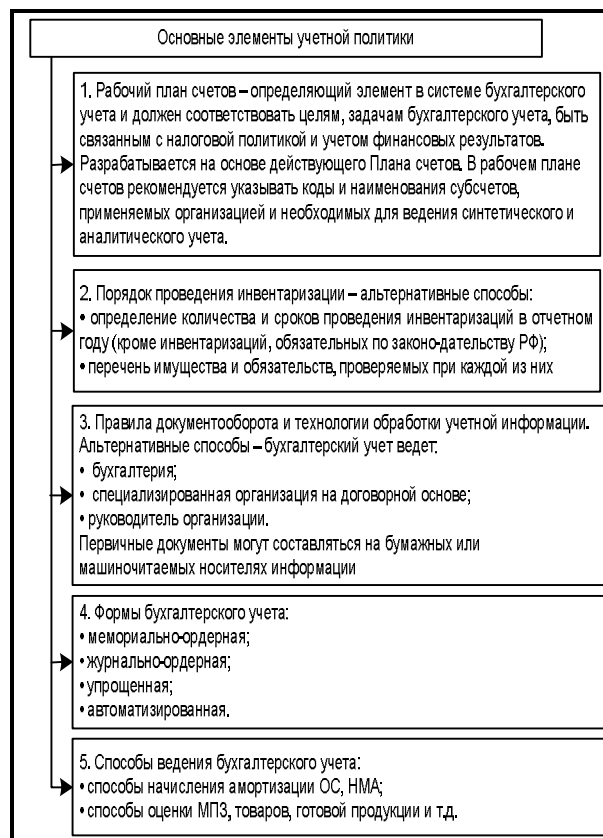 Основные элементы учетной политики
1. Рабочий план счетов – определяющий элемент в системе бухгалтерского
учета и должен соответствовать целям, задачам бухгалтерского учета, быть
связанным с налоговой политикой и учетом финансовых результатов.
Разрабатывается на основе действующего Плана счетов. В рабочем плане
счетов рекомендуется указывать коды и наименования субсчетов,
применяемых организацией и необходимых для ведения синтетического и
аналитического учета.
2. Порядок проведения инвентаризации – альтернативные способы:
• определение количества и сроков проведения инвентаризаций в отчетном
году (кроме инвентаризаций, обязательных по законо-дательству РФ);
• перечень имущества и обязательств, проверяемых при каждой из них
3. Правила документооборота и технологии обработки учетной информации.
Альтернативные способы – бухгалтерский учет ведет:
• бухгалтерия;
• специализированная организация на договорной основе;
• руководитель организации.
Первичные документы могут составляться на бумажных или
машиночитаемых носителях информации
4. Формы бухгалтерского учета:
• мемориально-ордерная;
• журнально-ордерная;
• упрощенная;
• автоматизированная.
5. Способы ведения бухгалтерского учета:
• способы начисления амортизации ОС, НМА;
• способы оценки МПЗ, товаров, готовой продукции и т.д.